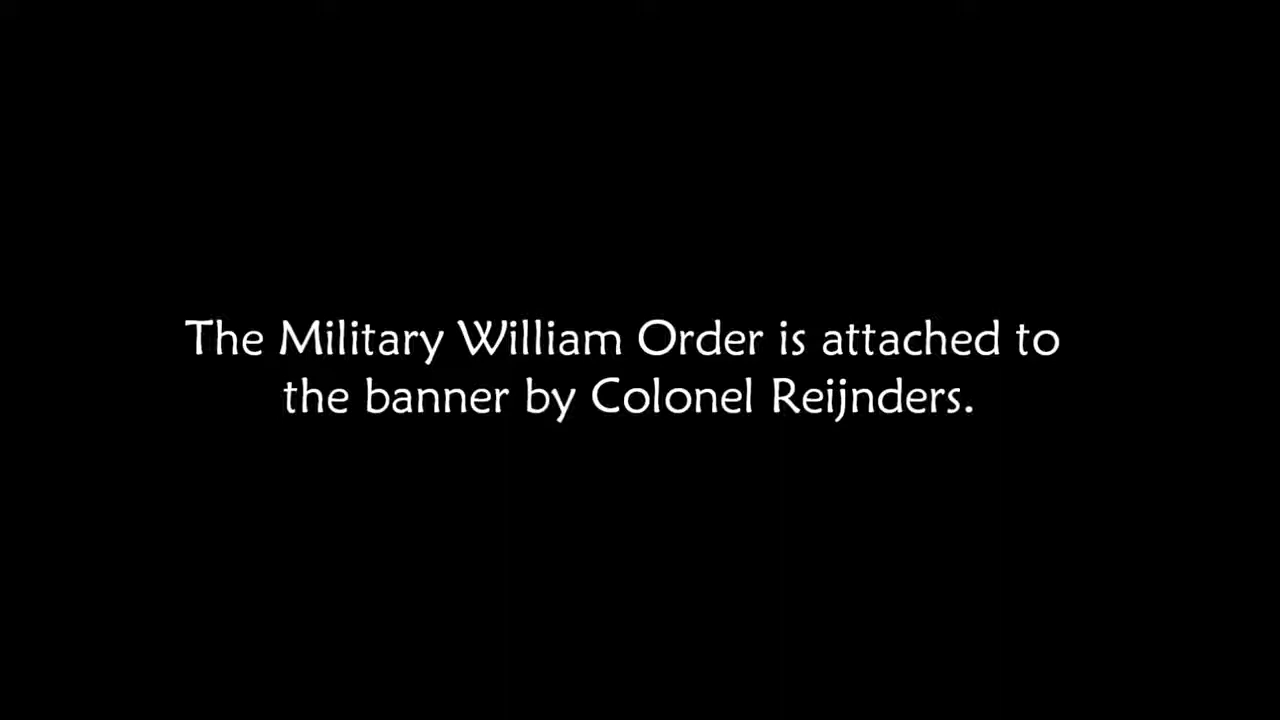 The Military William Order is attached to
the banner by Colonel Reijnders.